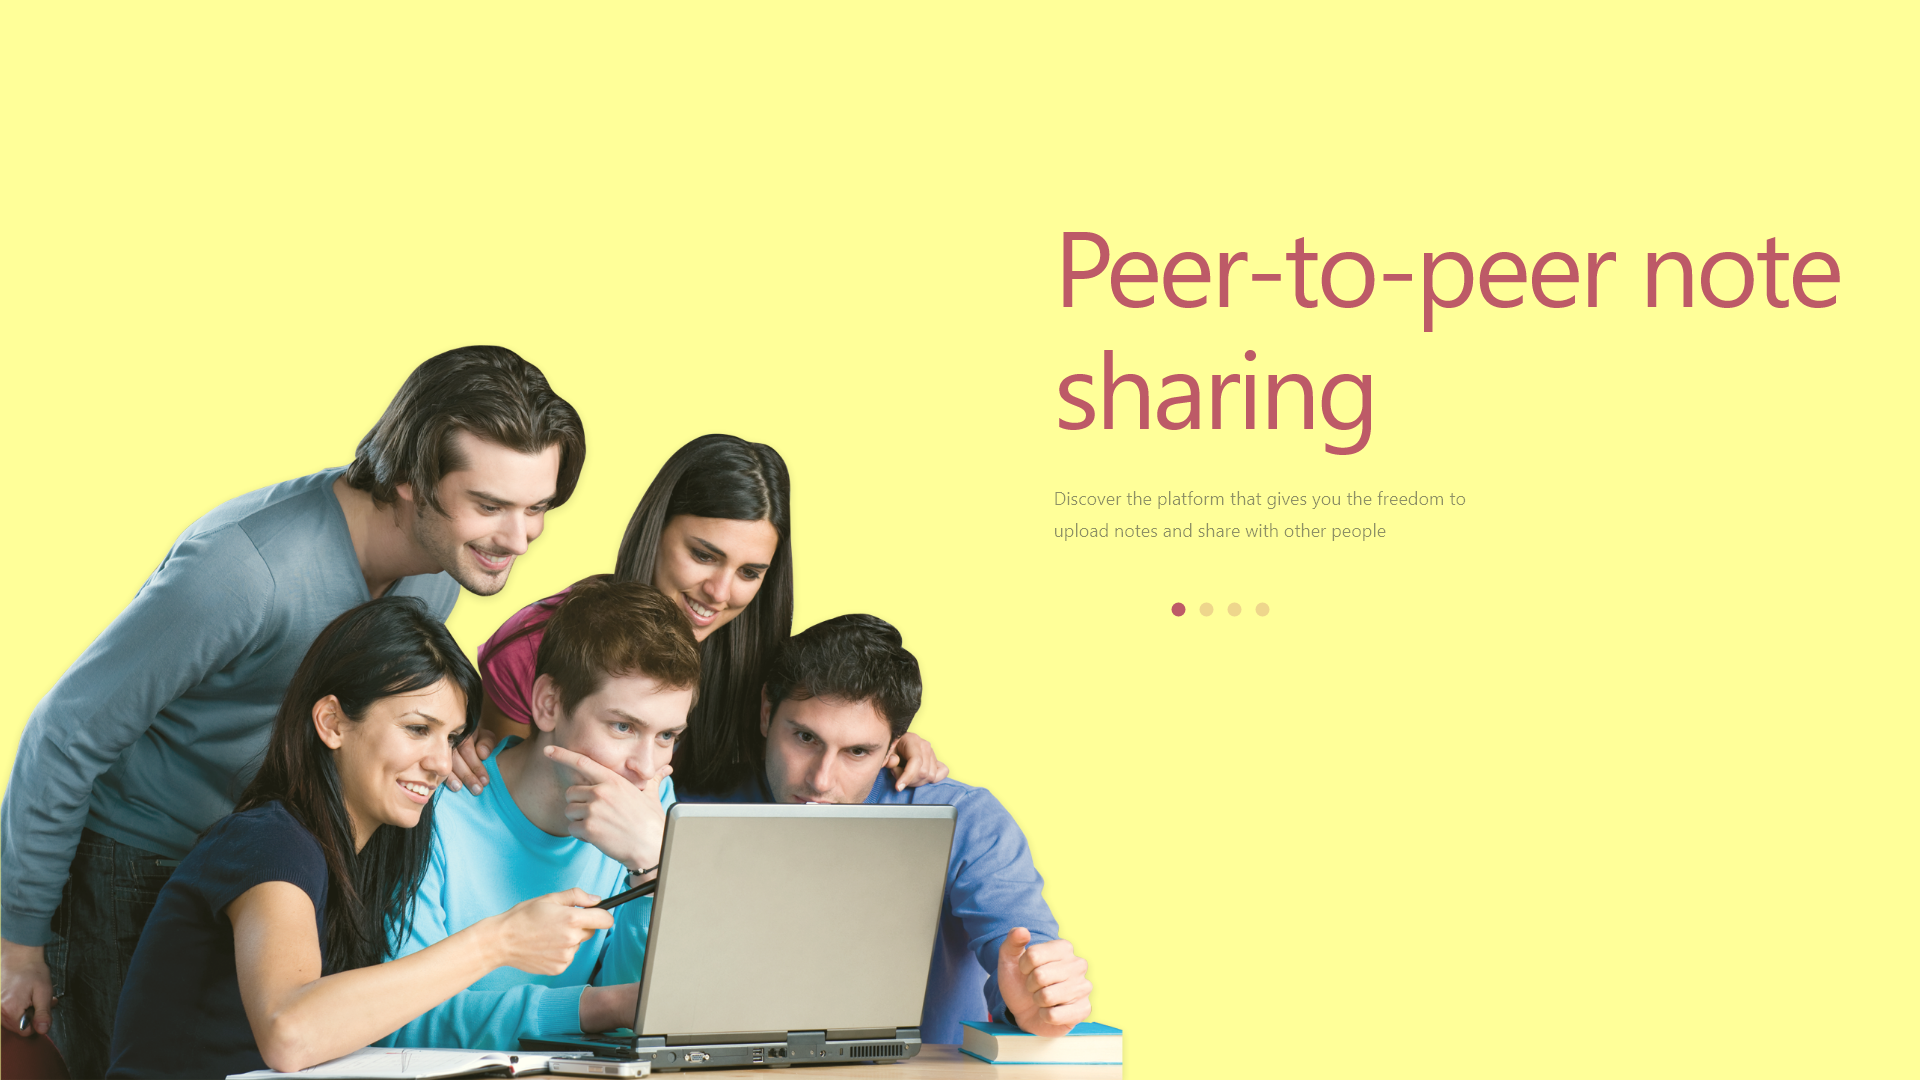 Peer-to-peer note
sharing
Discover the platform that gives you the freedom to
upload notes and share with other people